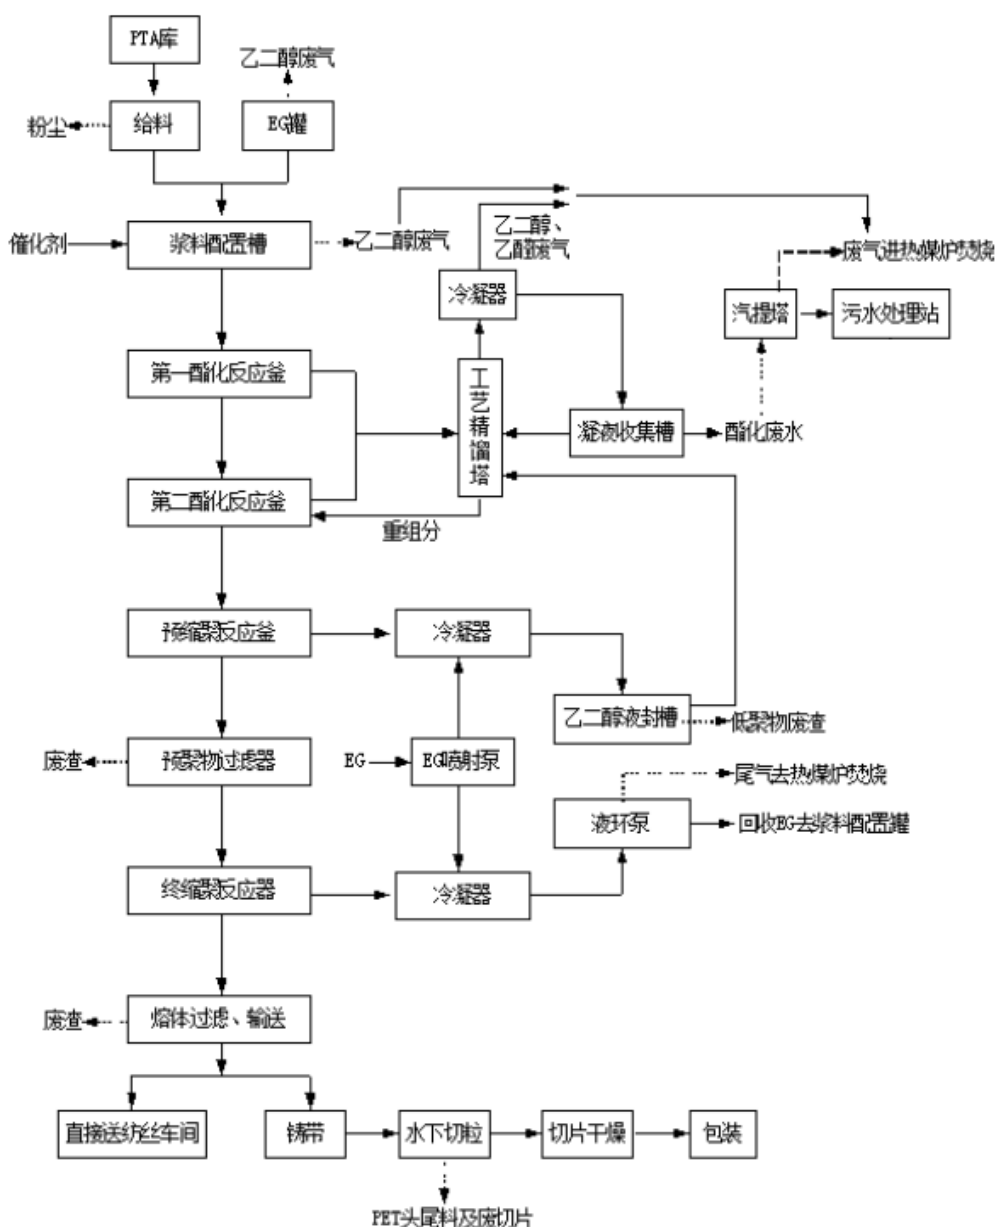 PTA库
乙二醇废气
粉尘
给料
EG罐
催化剂
浆料配置槽
乙二醇废气
乙二醇、
乙醛废气
废气进热媒炉焚烧
冷凝器
汽提塔
污水处理站
第一酯化反应釜
工艺精馏塔
凝液收集槽
酯化废水
第二酯化反应釜
重组分
预缩聚反应釜
冷凝器
乙二醇液封槽
低聚物废渣
废查
预聚物过滤器
EG
EG喷射泵
尾气去热煤炉焚烧
液环泵
回收EG去浆料配置罐
终缩聚反应器
冷凝器
废查
熔体过滤、输送
直接送纺丝车间
铸带
水下切粒
切片干燥
包装
PET头尾料及废切片